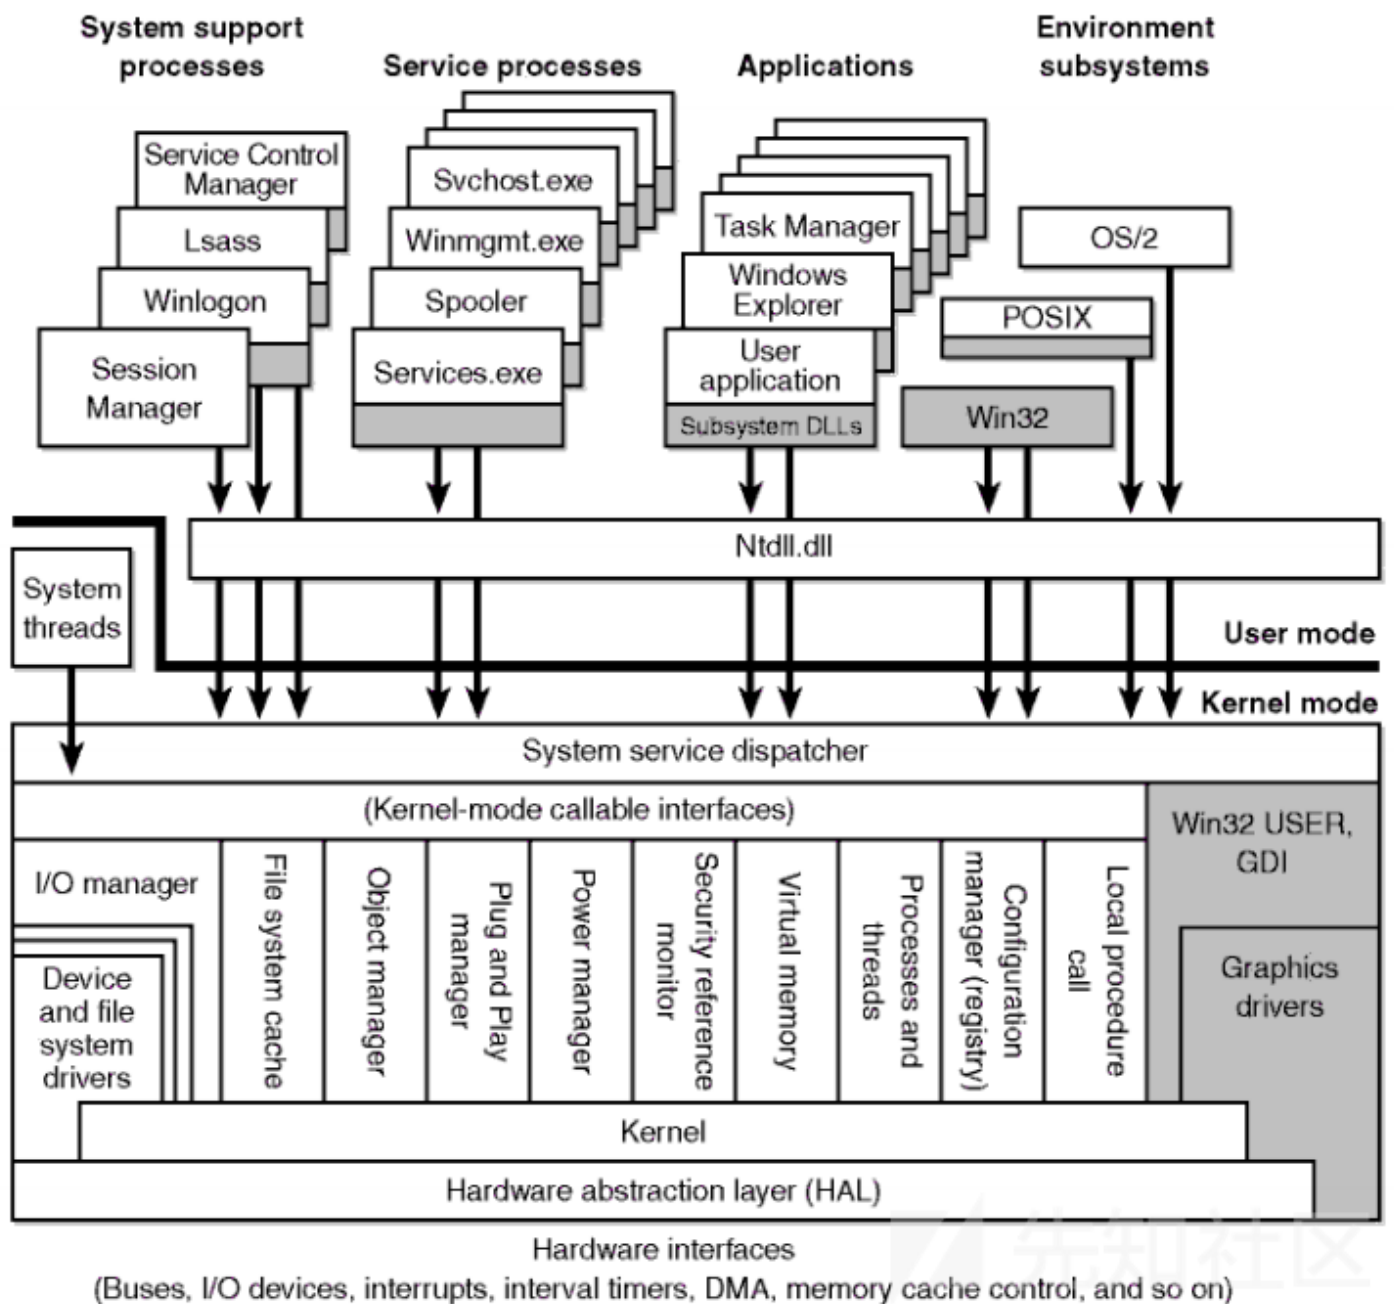 System support
processes
Service processes
Applications
Environment
subsystems
Service Control
Manager
Lsass
Winlogon
Session
Manager
Svchost.exe
Winmgmt.exe
Spooler
Services.exe
Task Manager
Windows
Explorer
User
application
Subsystem DLLs
OS/2
POSIX
Win32
Ntdll.dll
System
threads
User mode
Kernel mode
System service dispatcher
(Kernel-mode callable interfaces)
Win32 USER,
GDI
I/O manager
Device
and file
system
drivers
File system cache
Object manager
Plug and Play
manager
Power manager
Security reference
monitor
Virtual memory
Processes and
threads
Configuration
manager (registry)
Local procedure
call
Graphics
drivers
Kernel
Hardware abstraction layer (HAL)
Hardware interfaces
(Buses, I/O devices, interrupts, interval timers, DMA, memory cache control, and so on)
先知社区